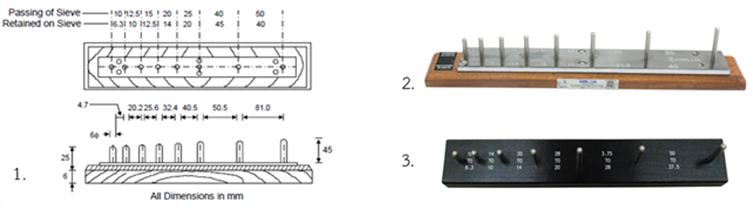 Passing of Sieve 10 12.5 15 20 25 40 50
Retained on Sieve 6.3 10 12.5 14 20 45 40
4.7 20.2 25.6 32.4 40.5 50.5 81.0
6φ
25
45
6
1.
All Dimensions in mm
2.
3.
14 20 28 3.75 50
TO TO TO TO TO TO
6.3 10 14 20 28 37.5